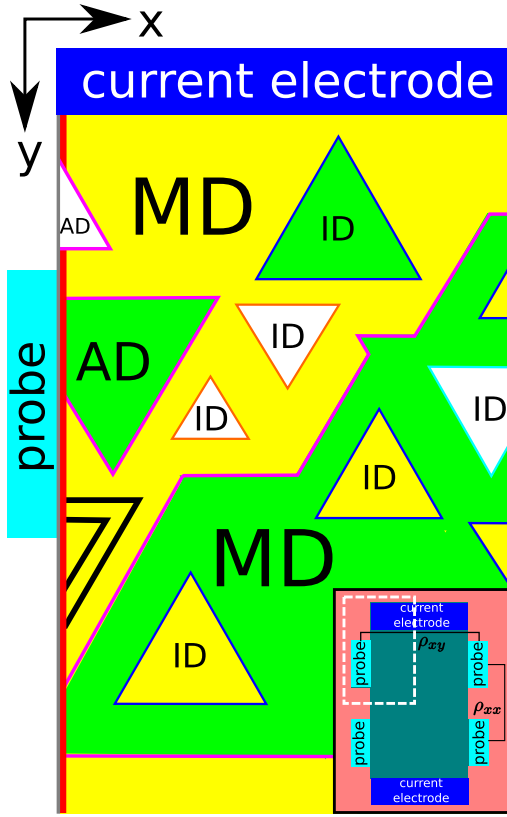 x
y
current electrode
MD
AD
ID
ID
AD
ID
probe
ID
ID
MD
ID
current
electrode
ρxy
probe
probe
ρxx
probe
probe
current
electrode